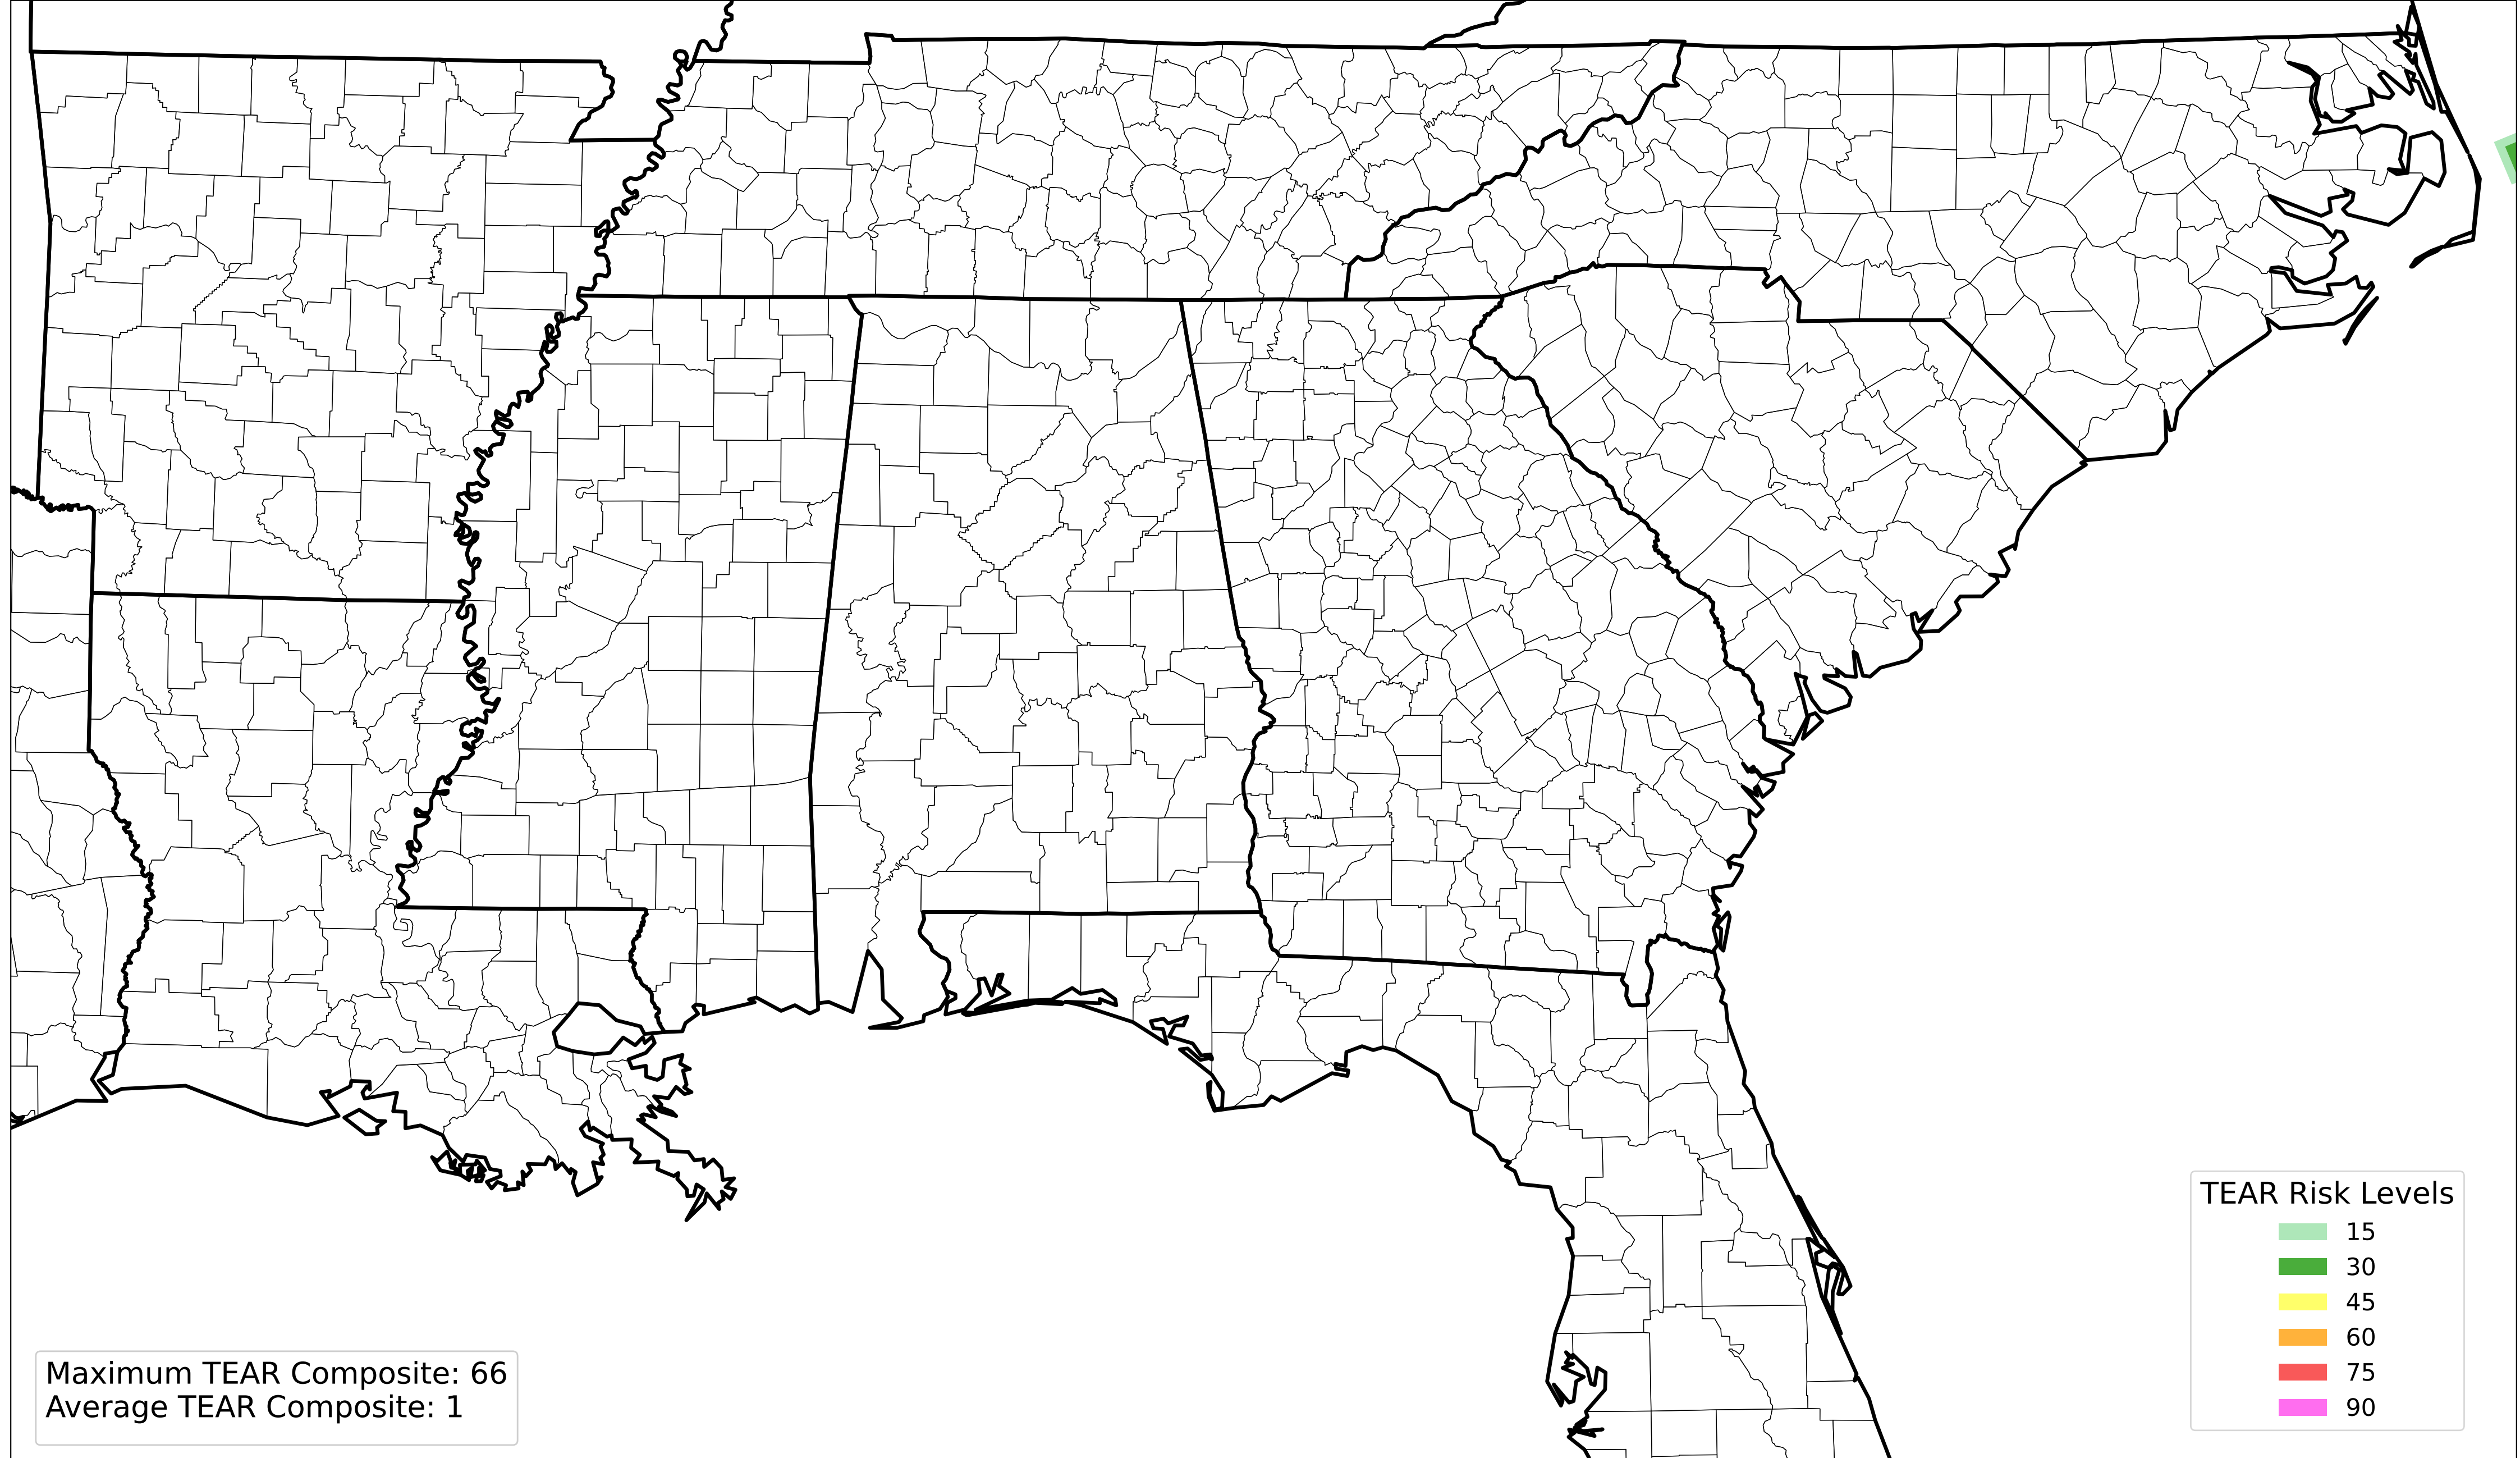 TEAR Risk Levels
15
30
45
60
75
90
Maximum TEAR Composite: 66
Average TEAR Composite: 1